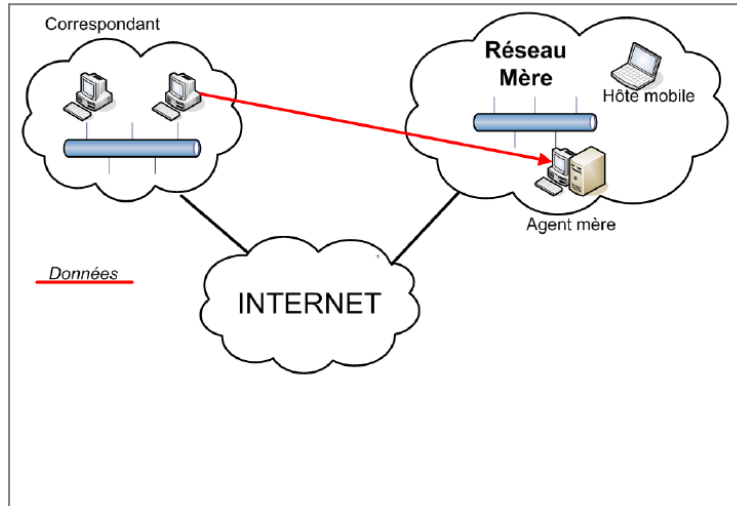 Correspondant
Réseau
Mère
Hôte mobile
Agent mère
Données
INTERNET